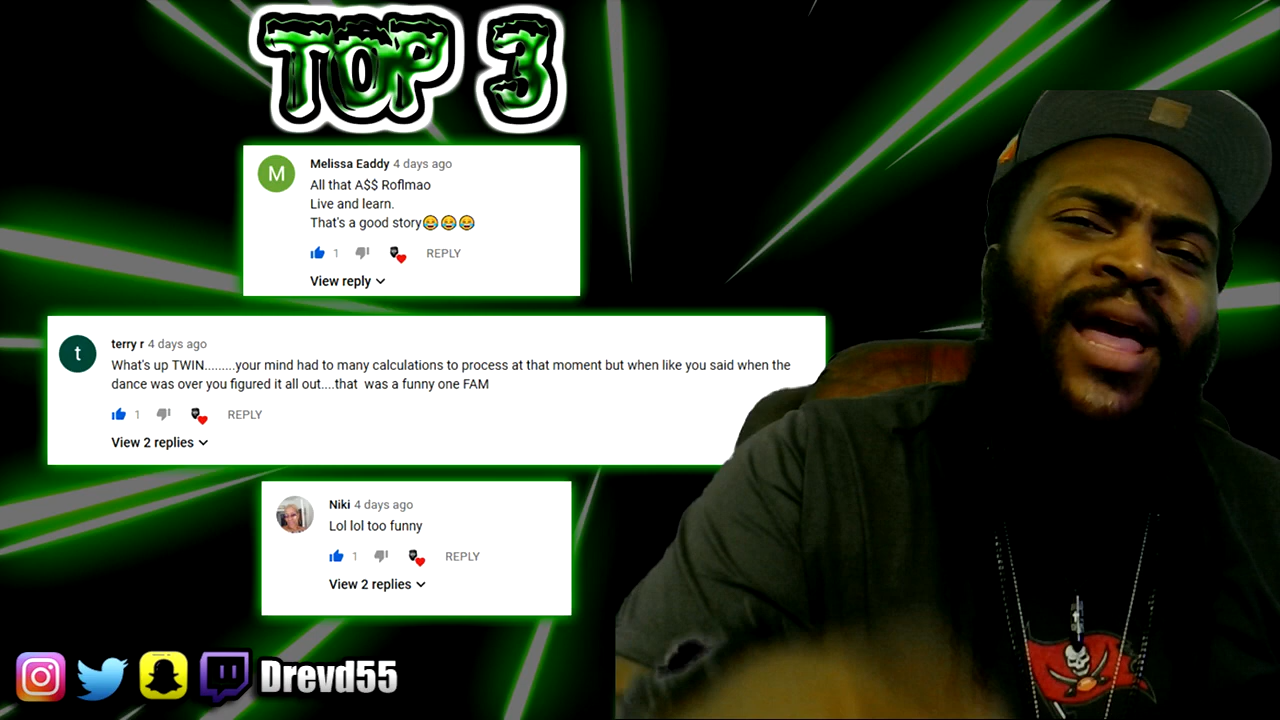 TOP 3
M
Melissa Eaddy 4 days ago
All that A$$ Roflmao
Live and learn.
That's a good story😂😂😂
1 REPLY
View reply
t
terry r 4 days ago
What's up TWIN.........your mind had to many calculations to process at that moment but when like you said when the
dance was over you figured it all out....that was a funny one FAM
1 REPLY
View 2 replies
Niki 4 days ago
Lol lol too funny
1 REPLY
View 2 replies
Drevd55